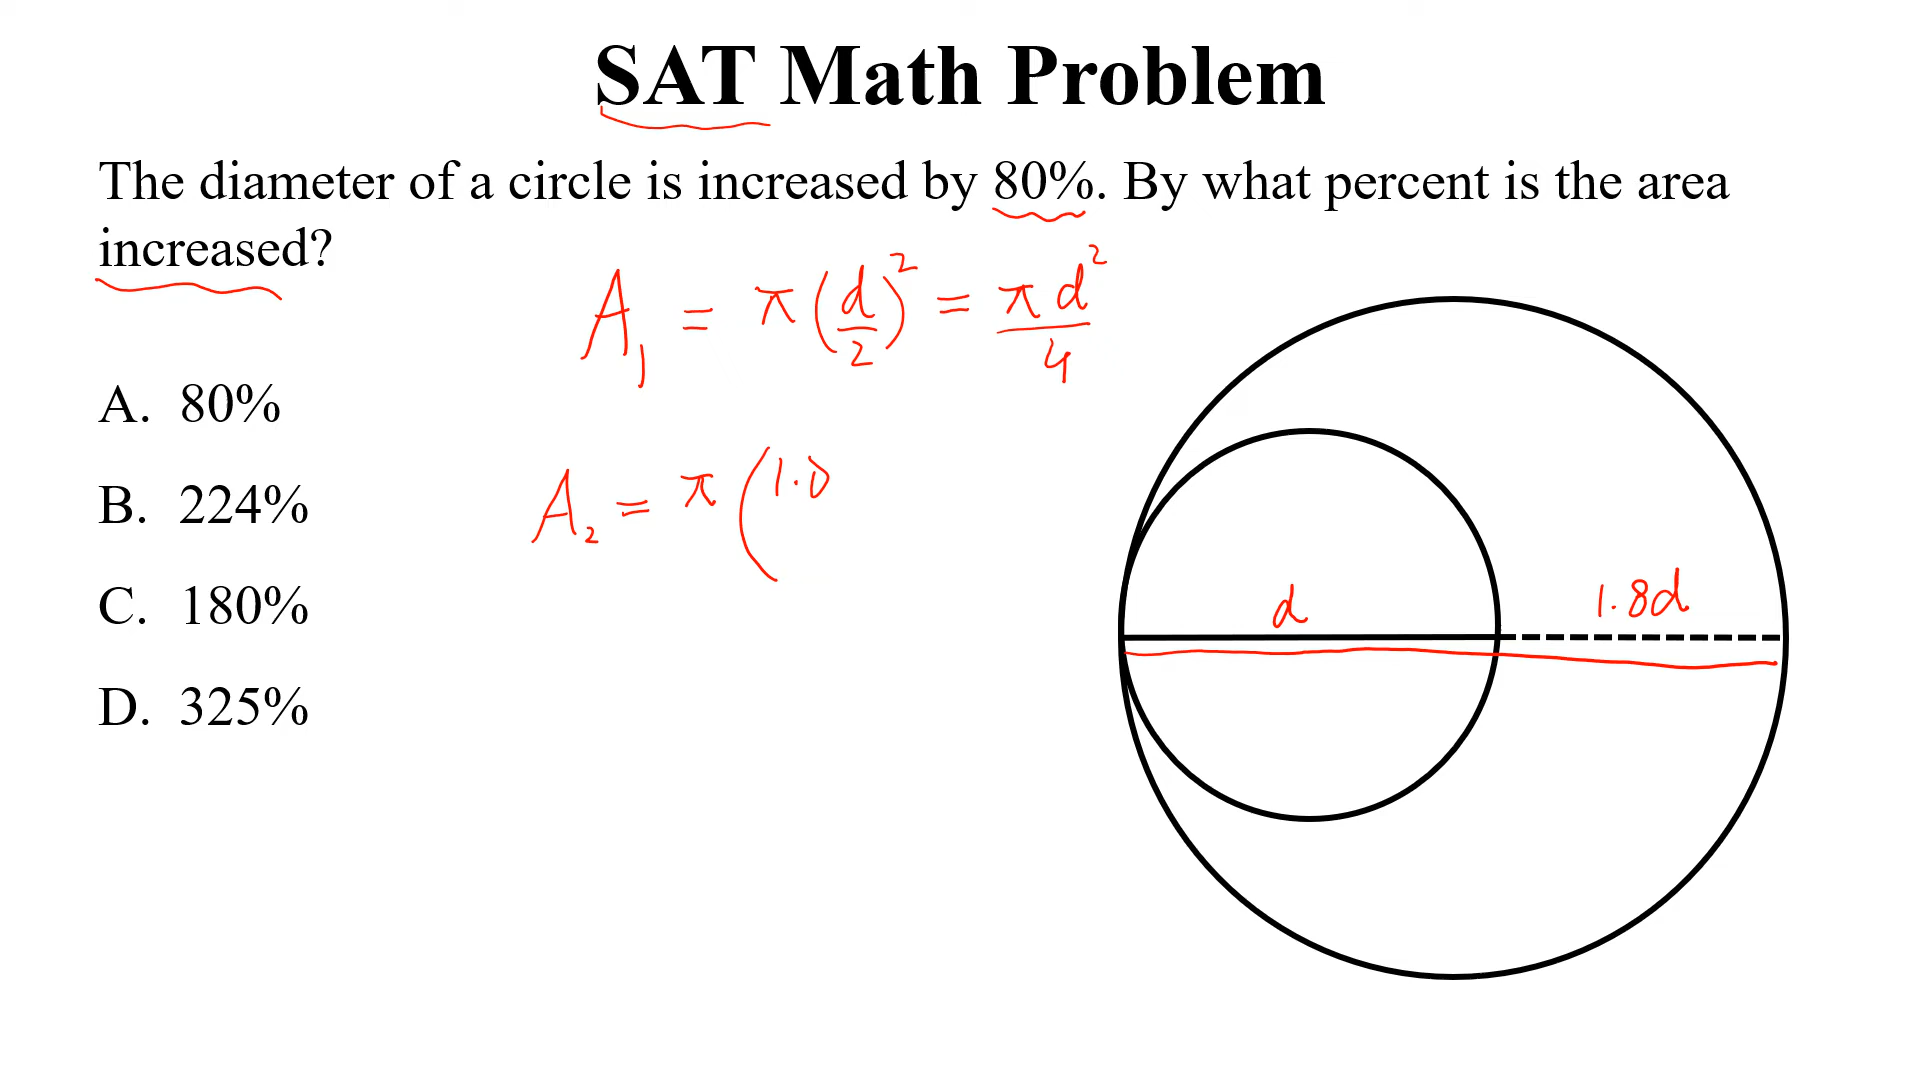 SAT Math Problem
The diameter of a circle is increased by 80%. By what percent is the area
increased?
A₁ = π(d/2)² = πd²/4
A. 80%
B. 224%
A₂ = π(1.0
C. 180%
d
1.8d
D. 325%